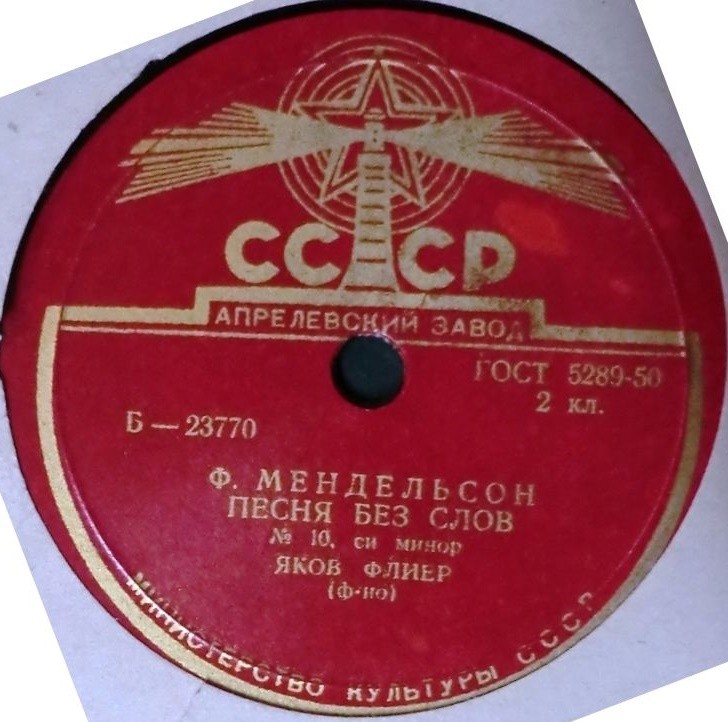 СССР
АПРЕЛЕВСКИЙ ЗАВОД
ГОСТ 5289-50
2 кл.
Б — 23770
Ф. МЕНДЕЛЬСОН
ПЕСНЯ БЕЗ СЛОВ
№ 10, си минор
ЯКОВ ФЛИЕР
(ф-но)
МИНИСТЕРСТВО КУЛЬТУРЫ СССР